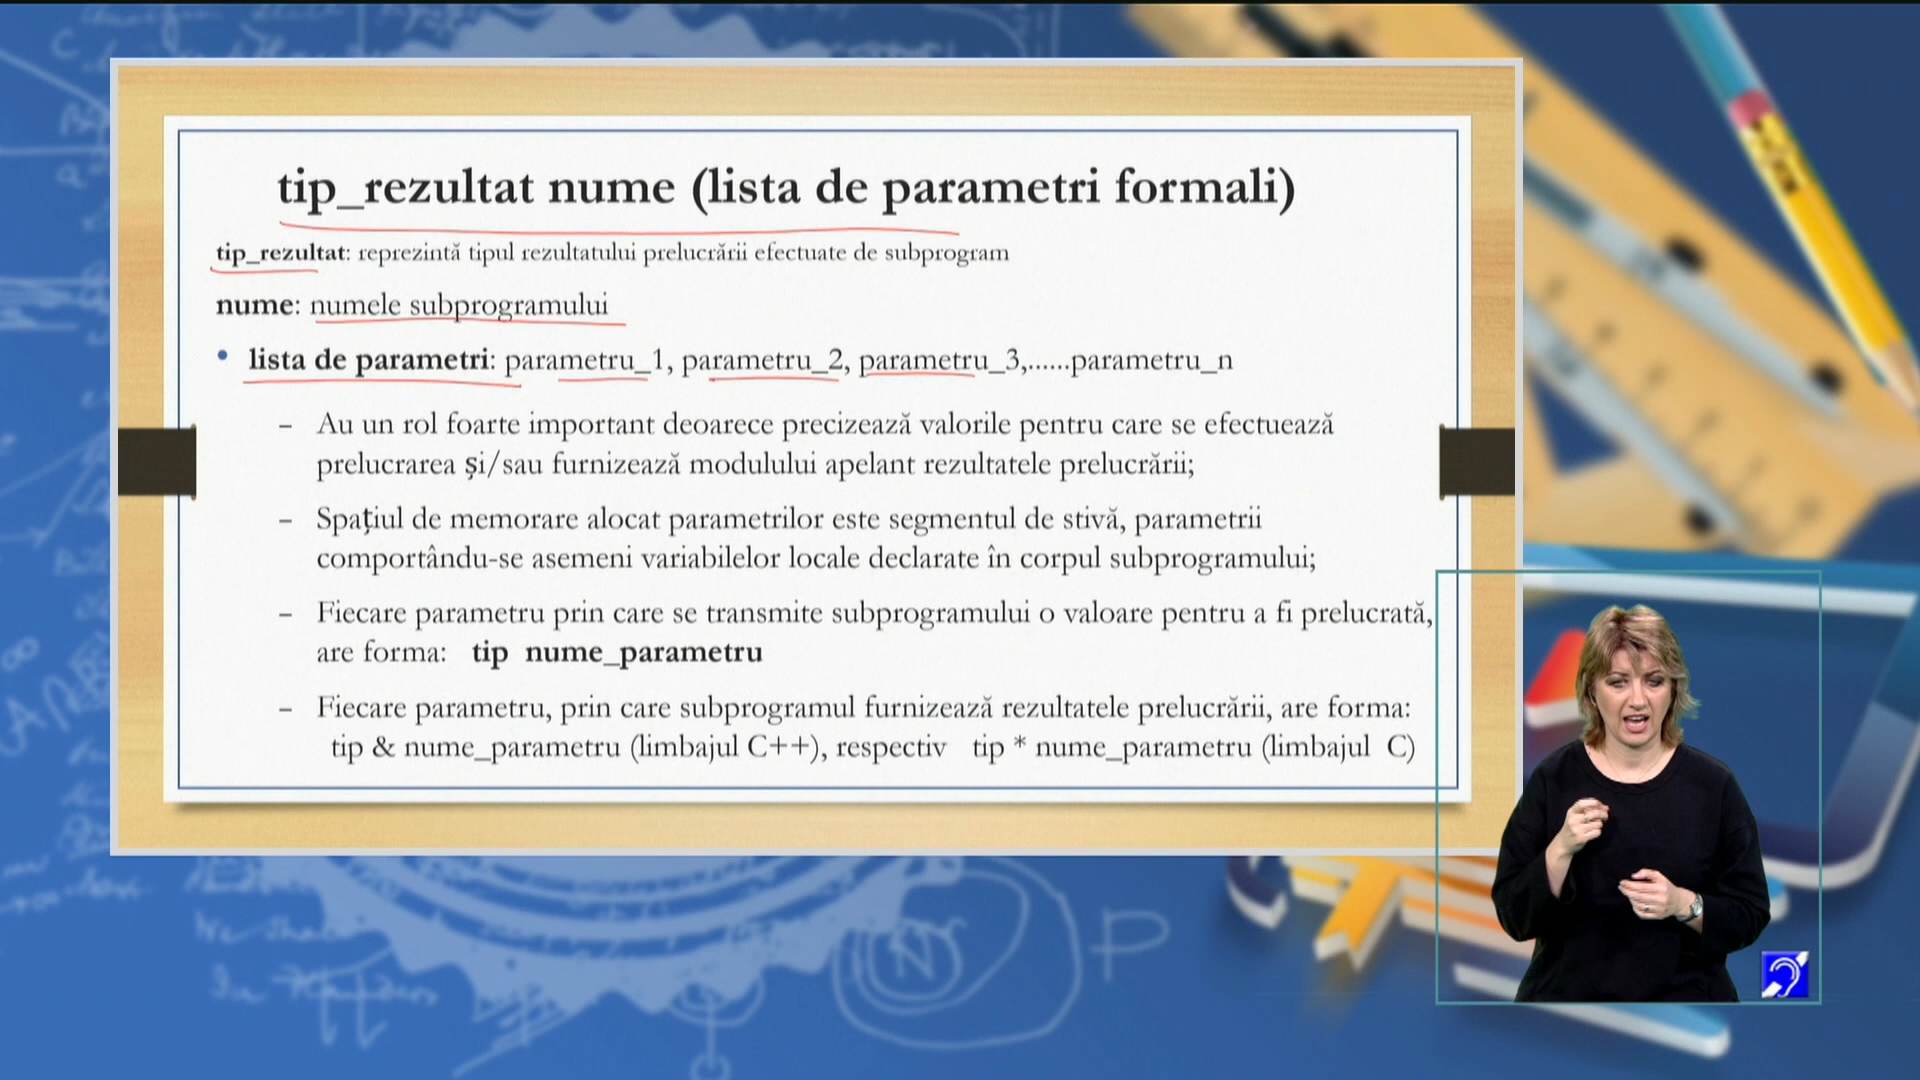 tip_rezultat nume (lista de parametri formali)
tip_rezultat: reprezintă tipul rezultatului prelucrării efectuate de subprogram
nume: numele subprogramului
• lista de parametri: parametru_1, parametru_2, parametru_3,......parametru_n
– Au un rol foarte important deoarece precizează valorile pentru care se efectuează
prelucrarea şi/sau furnizează modulului apelant rezultatele prelucrării;
– Spaţiul de memorare alocat parametrilor este segmentul de stivă, parametrii
comportându-se asemeni variabilelor locale declarate în corpul subprogramului;
– Fiecare parametru prin care se transmite subprogramului o valoare pentru a fi prelucrată,
are forma: tip nume_parametru
– Fiecare parametru, prin care subprogramul furnizează rezultatele prelucrării, are forma:
tip & nume_parametru (limbajul C++), respectiv tip * nume_parametru (limbajul C)
N
P